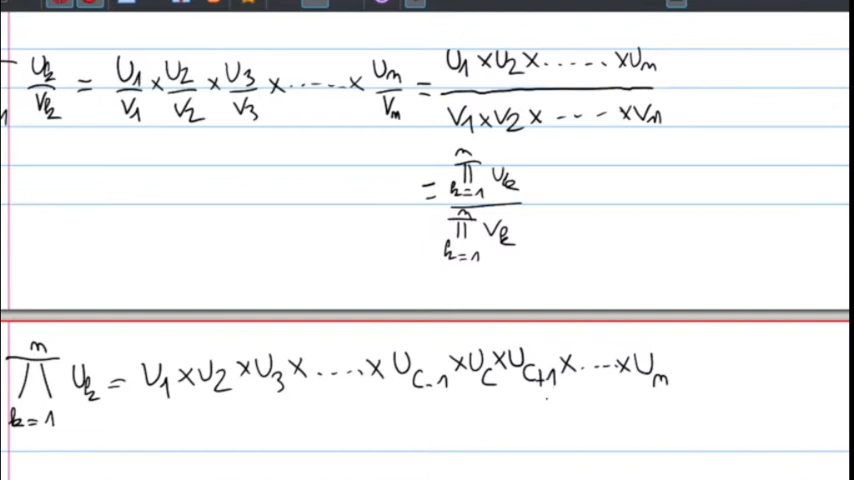 ∏ U_k/V_k = U_1/V_1 × U_2/V_2 × U_3/V_3 × ...... × U_n/V_n = (U_1 × U_2 × ...... × U_n)/(V_1 × V_2 × ...... × V_n)
= (∏_{k=1}^{n} U_k)/(∏_{k=1}^{n} V_k)
∏_{k=1}^{n} U_k = U_1 × U_2 × U_3 × ..... × U_{C-1} × U_C × U_{C+1} × ..... × U_n